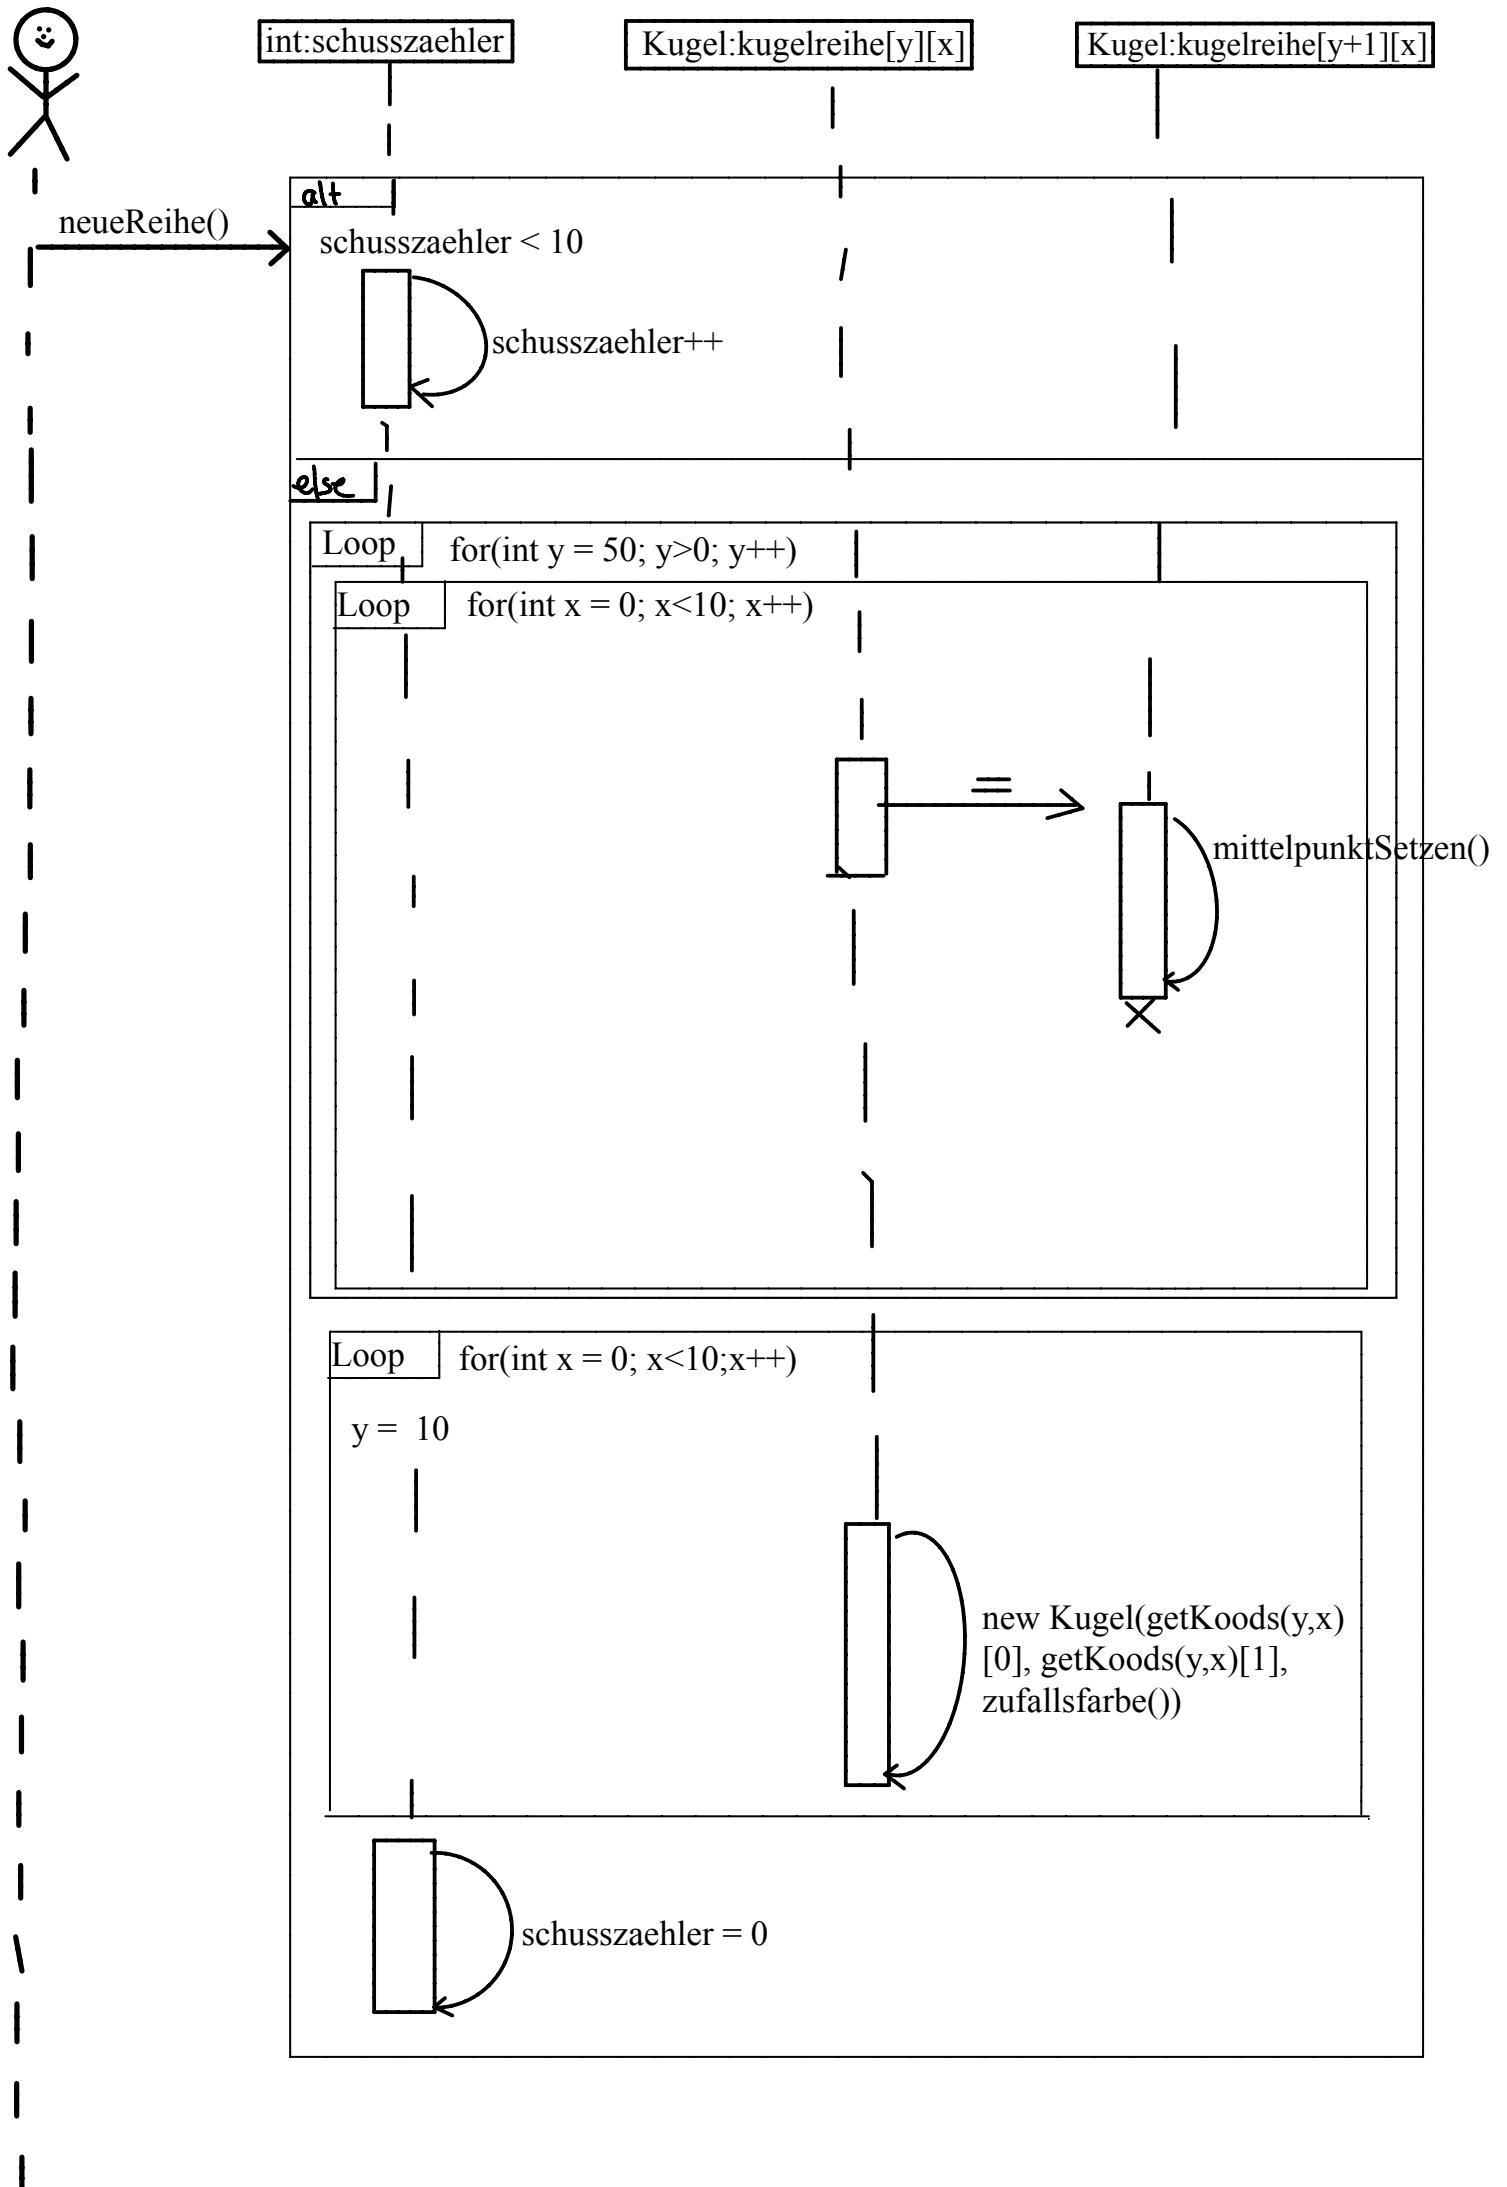 int:schusszaehler
Kugel:kugelreihe[y][x]
Kugel:kugelreihe[y+1][x]
alt
neueReihe()
schusszaehler < 10
schusszaehler++
else
Loop
for(int y = 50; y>0; y++)
Loop
for(int x = 0; x<10; x++)
=
mittelpunktSetzen()
Loop
for(int x = 0; x<10;x++)
y = 10
new Kugel(getKoods(y,x)
[0], getKoods(y,x)[1],
zufallsfarbe())
schusszaehler = 0